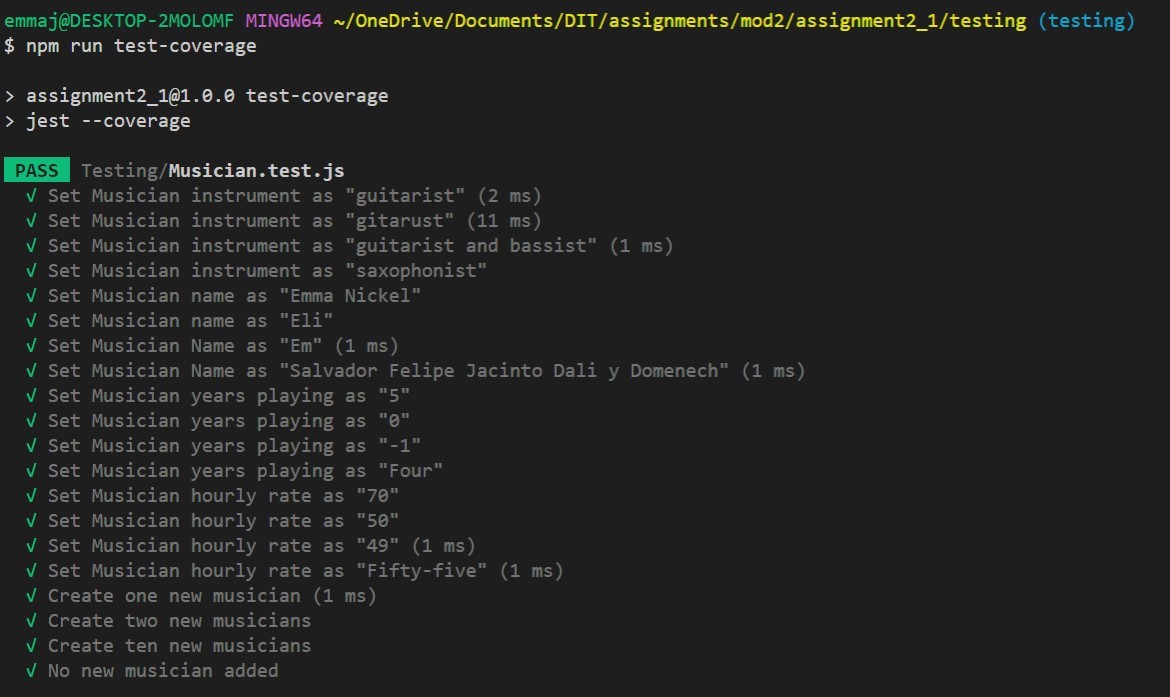 emmaj@DESKTOP-2MOLOMF MINGW64 ~/OneDrive/Documents/DIT/assignments/mod2/assignment2_1/testing (testing)
$ npm run test-coverage
> assignment2_1@1.0.0 test-coverage
> jest --coverage
PASS Testing/Musician.test.js
√ Set Musician instrument as "guitarist" (2 ms)
√ Set Musician instrument as "gitarust" (11 ms)
√ Set Musician instrument as "guitarist and bassist" (1 ms)
√ Set Musician instrument as "saxophonist"
√ Set Musician name as "Emma Nickel"
√ Set Musician name as "Eli"
√ Set Musician Name as "Em" (1 ms)
√ Set Musician Name as "Salvador Felipe Jacinto Dali y Domenech" (1 ms)
√ Set Musician years playing as "5"
√ Set Musician years playing as "0"
√ Set Musician years playing as "-1"
√ Set Musician years playing as "Four"
√ Set Musician hourly rate as "70"
√ Set Musician hourly rate as "50"
√ Set Musician hourly rate as "49" (1 ms)
√ Set Musician hourly rate as "Fifty-five" (1 ms)
√ Create one new musician (1 ms)
√ Create two new musicians
√ Create ten new musicians
√ No new musician added